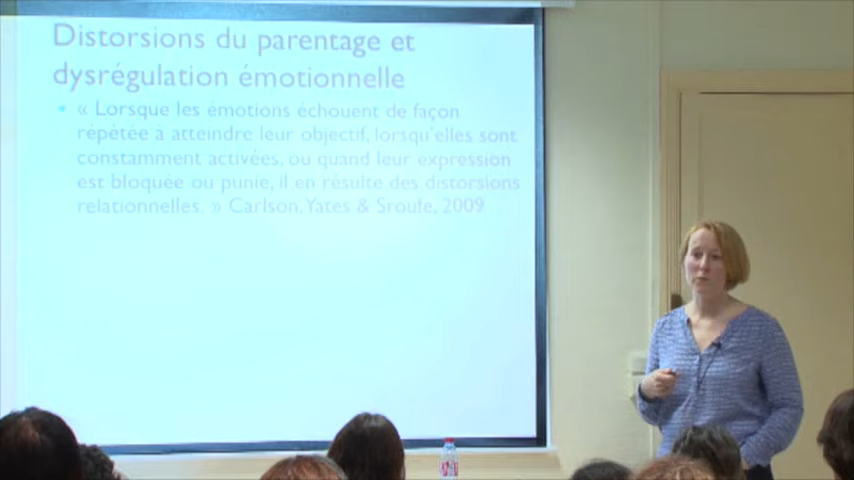 Distorsions du parentage et
dysrégulation émotionnelle
• « Lorsque les émotions échouent de façon
répétée à atteindre leur objectif, lorsqu'elles sont
constamment activées, ou quand leur expression
est bloquée ou punie, il en résulte des distorsions
relationnelles. » Carlson, Yates & Sroufe, 2009